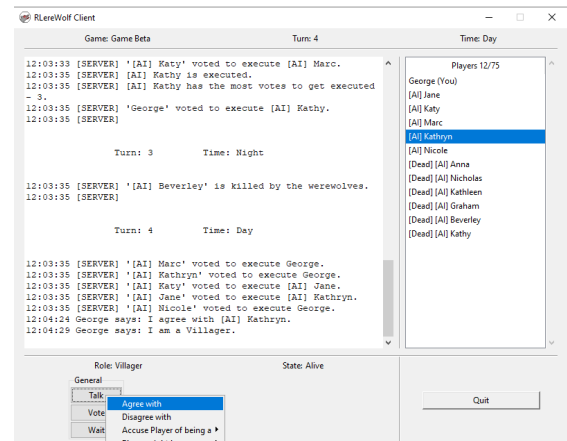 RLereWolf Client
Game: Game Beta
Turn: 4
Time: Day
12:03:33 [SERVER] '[AI] Katy' voted to execute [AI] Marc.
12:03:35 [SERVER] [AI] Kathy is executed.
12:03:35 [SERVER] [AI] Kathy has the most votes to get executed
- 3.
12:03:35 [SERVER] 'George' voted to execute [AI] Kathy.
12:03:35 [SERVER]
Turn: 3 Time: Night
12:03:35 [SERVER] '[AI] Beverley' is killed by the werewolves.
12:03:35 [SERVER]
Turn: 4 Time: Day
12:03:35 [SERVER] '[AI] Marc' voted to execute George.
12:03:35 [SERVER] '[AI] Kathryn' voted to execute George.
12:03:35 [SERVER] '[AI] Katy' voted to execute [AI] Jane.
12:03:35 [SERVER] '[AI] Jane' voted to execute [AI] Kathryn.
12:03:35 [SERVER] '[AI] Nicole' voted to execute George.
12:04:24 George says: I agree with [AI] Kathryn.
12:04:29 George says: I am a Villager.
Players 12/75
George (You)
[AI] Jane
[AI] Katy
[AI] Marc
[AI] Kathryn
[AI] Nicole
[Dead] [AI] Anna
[Dead] [AI] Nicholas
[Dead] [AI] Kathleen
[Dead] [AI] Graham
[Dead] [AI] Beverley
[Dead] [AI] Kathy
Role: Villager
State: Alive
General
Talk
Vote
Wait
Agree with
Disagree with
Accuse Player of being a
Quit